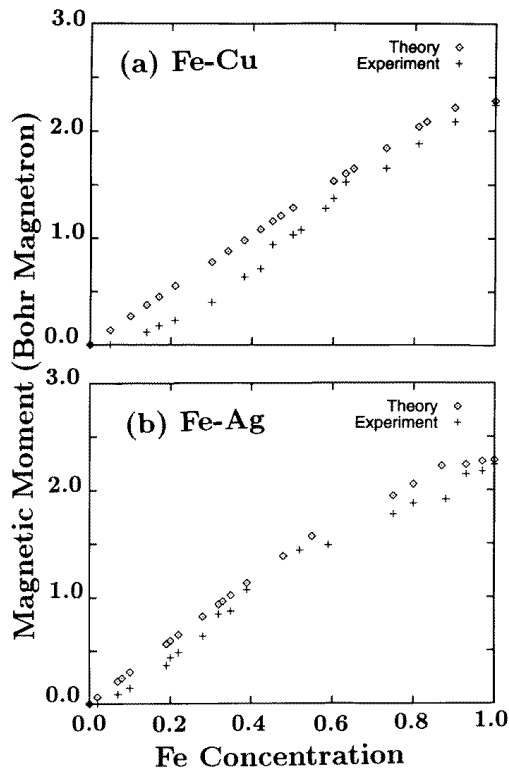 Magnetic Moment (Bohr Magnetron)
3.0
(a) Fe-Cu
Theory
Experiment
2.0
1.0
0.0
3.0
(b) Fe-Ag
Theory
Experiment
2.0
1.0
0.0
0.0 0.2 0.4 0.6 0.8 1.0
Fe Concentration